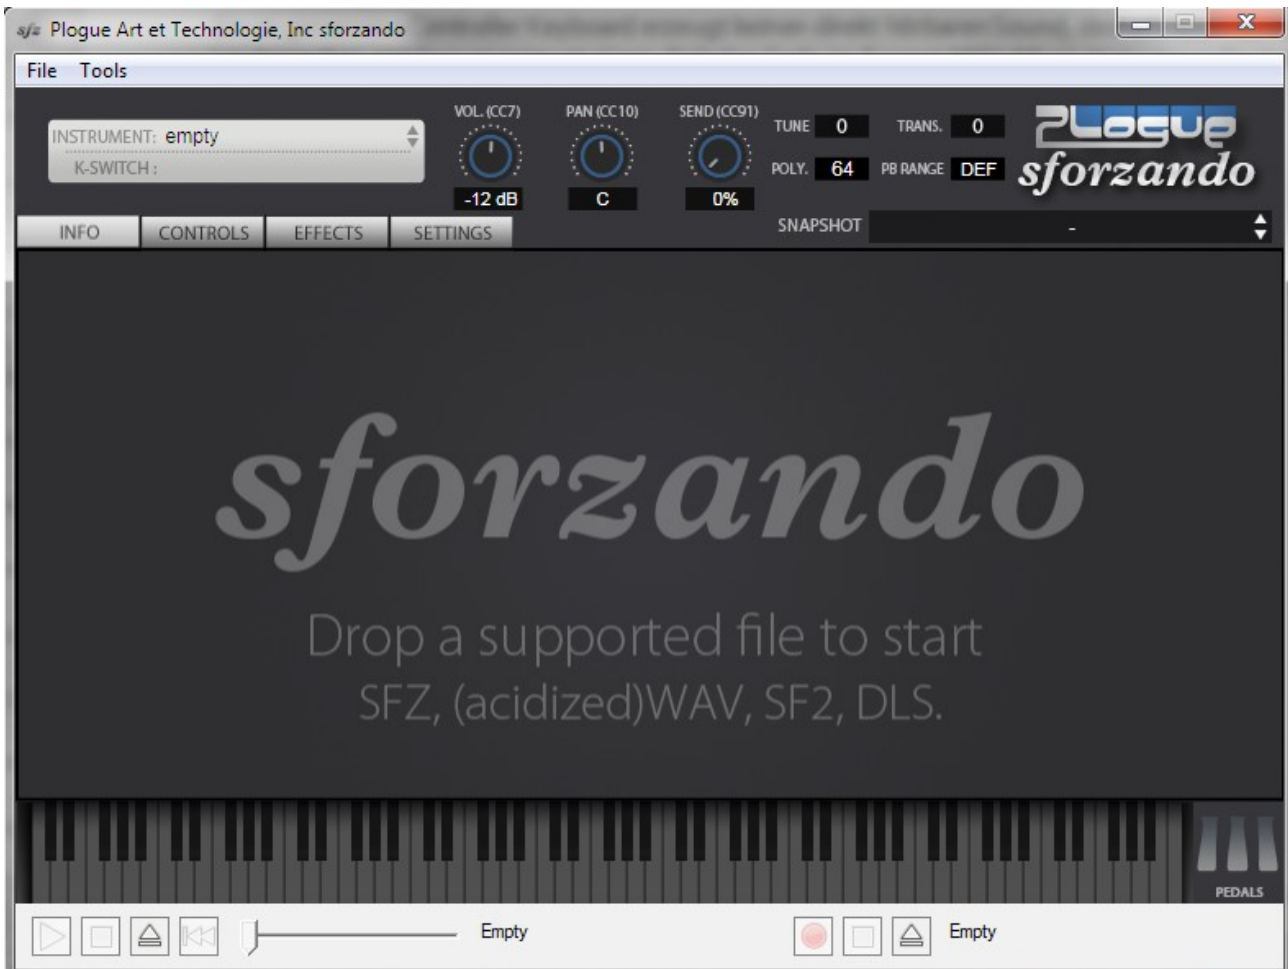 sfz Plogue Art et Technologie, Inc sforzando
File Tools
INSTRUMENT: empty
K-SWITCH :
VOL. (CC7)
-12 dB
PAN (CC10)
C
SEND (CC91)
0%
TUNE 0 TRANS. 0
POLY. 64 PB RANGE DEF
Plogue
sforzando
INFO CONTROLS EFFECTS SETTINGS
SNAPSHOT -
sforzando
Drop a supported file to start
SFZ, (acidized)WAV, SF2, DLS.
PEDALS
Empty
Empty